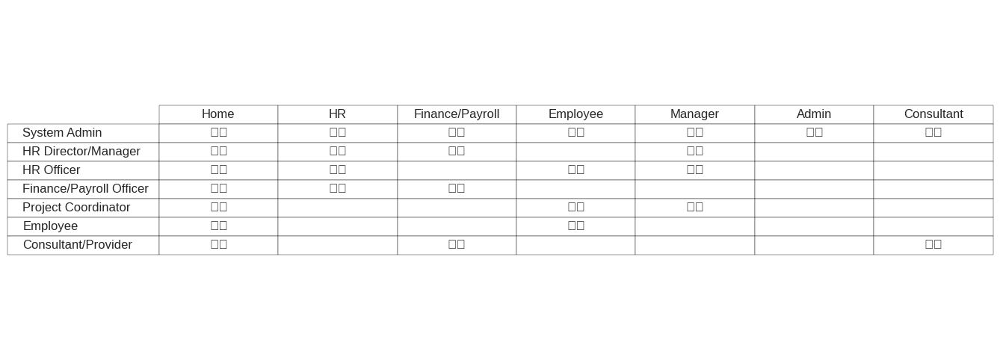 Home HR Finance/Payroll Employee Manager Admin Consultant
System Admin
HR Director/Manager
HR Officer
Finance/Payroll Officer
Project Coordinator
Employee
Consultant/Provider